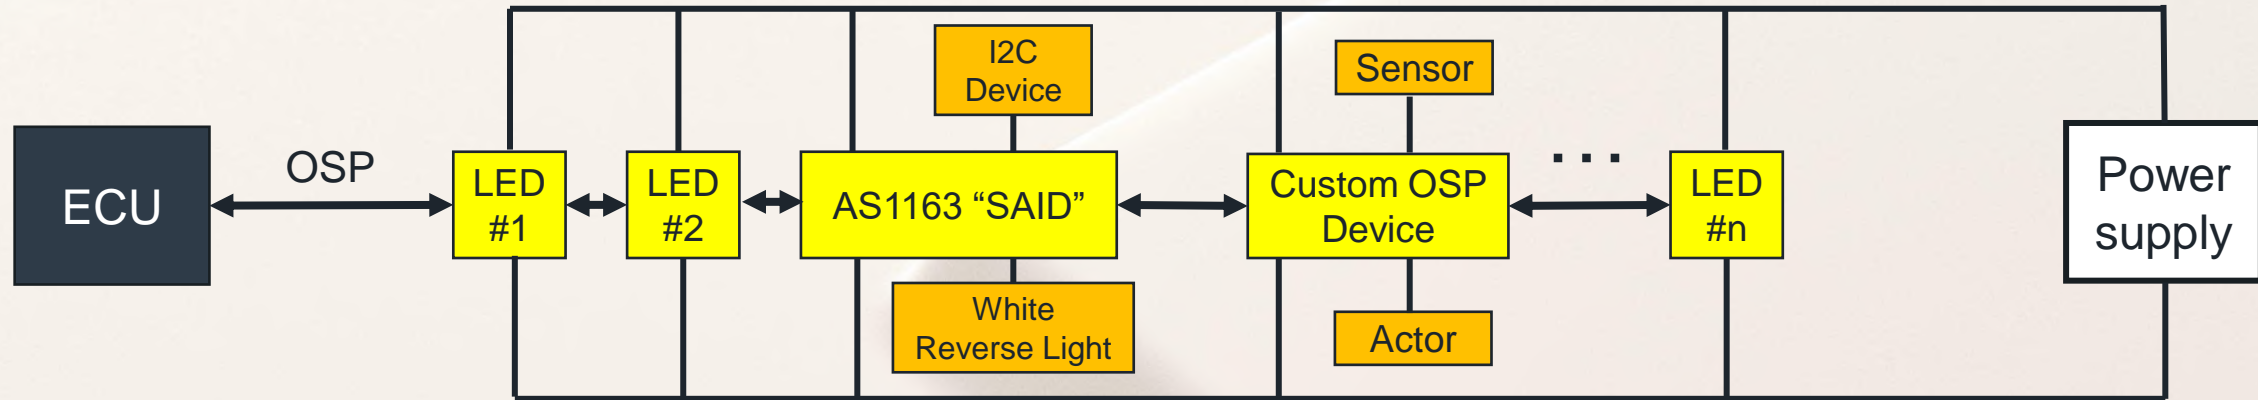 ECU
OSP
LED
#1
LED
#2
I2C
Device
AS1163 “SAID”
White
Reverse Light
Sensor
Custom OSP
Device
Actor
...
LED
#n
Power
supply